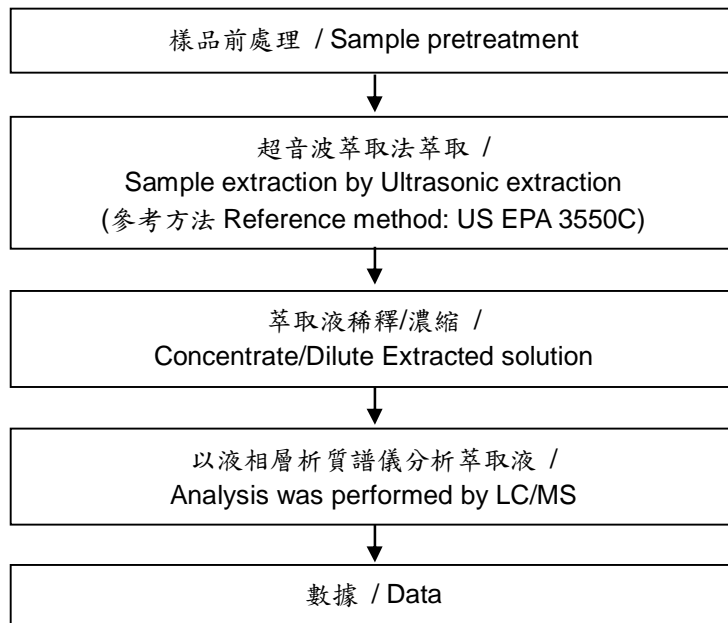 樣品前處理 / Sample pretreatment
超音波萃取法萃取 /
Sample extraction by Ultrasonic extraction
(參考方法 Reference method: US EPA 3550C)
萃取液稀釋/濃縮 /
Concentrate/Dilute Extracted solution
以液相層析質譜儀分析萃取液 /
Analysis was performed by LC/MS
數據 / Data